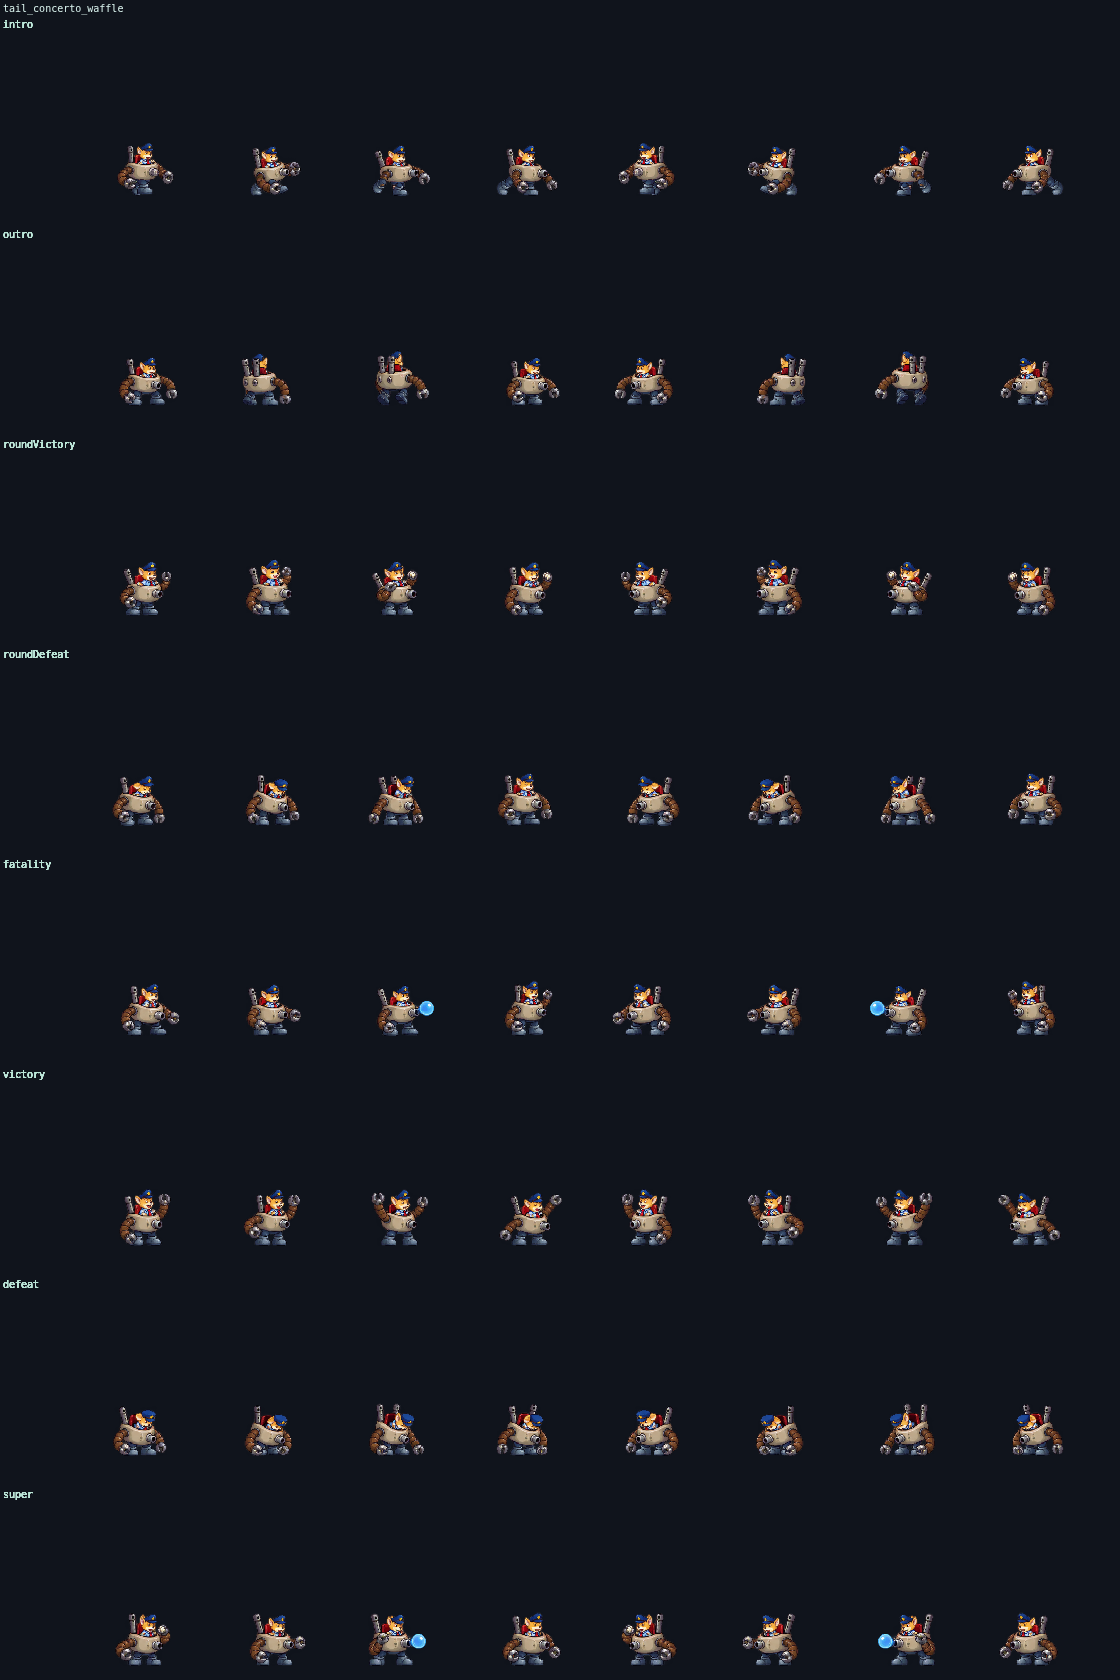 tail_concerto_waffle
intro
outro
roundVictory
roundDefeat
fatality
victory
defeat
super